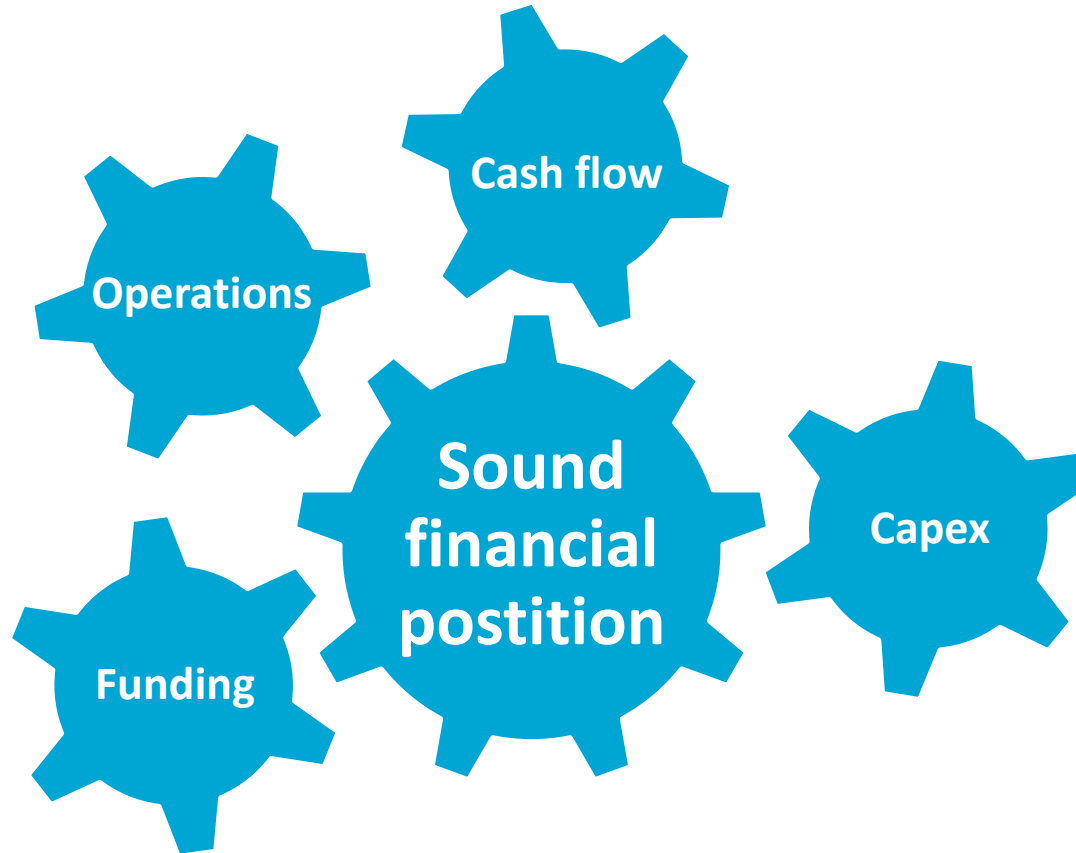 Cash flow
Operations
Sound
financial
postition
Capex
Funding